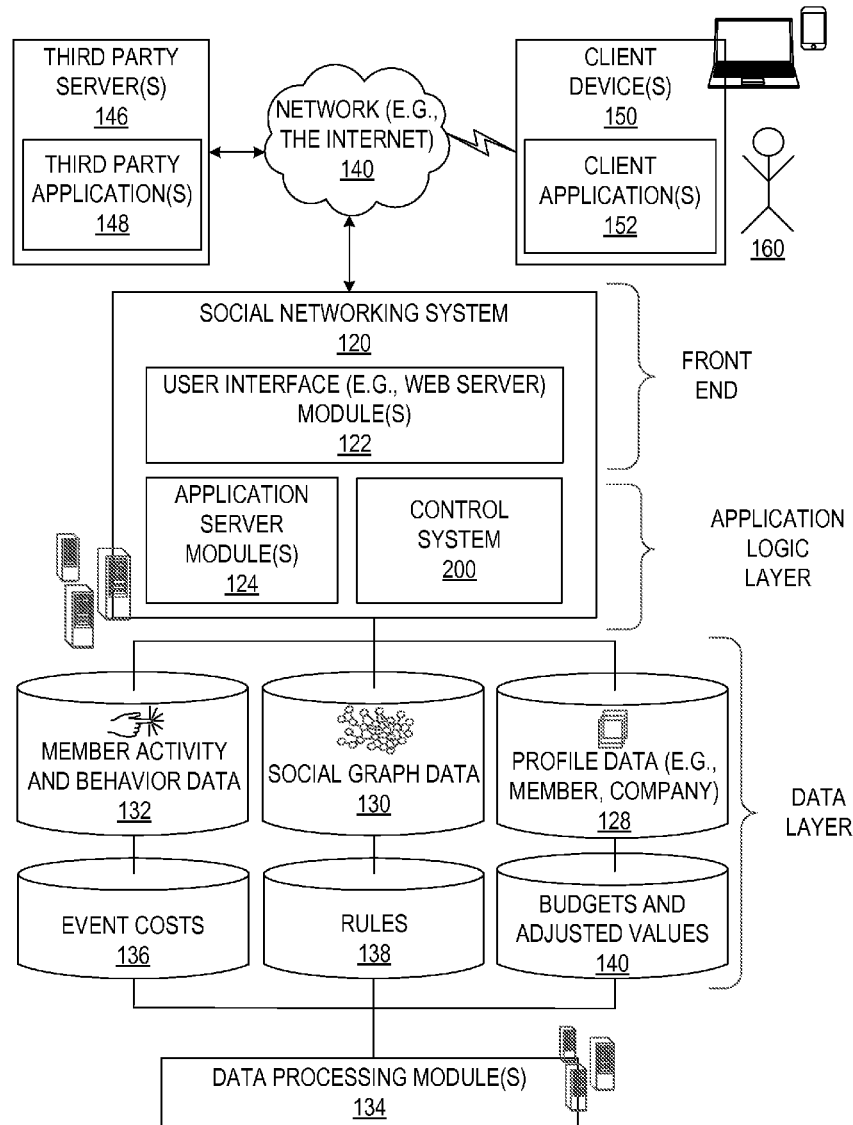 THIRD PARTY
SERVER(S)
146
THIRD PARTY
APPLICATION(S)
148
NETWORK (E.G.,
THE INTERNET)
140
CLIENT
DEVICE(S)
150
CLIENT
APPLICATION(S)
152
160
SOCIAL NETWORKING SYSTEM
120
USER INTERFACE (E.G., WEB SERVER)
MODULE(S)
122
FRONT
END
APPLICATION
SERVER
MODULE(S)
124
CONTROL
SYSTEM
200
APPLICATION
LOGIC
LAYER
MEMBER ACTIVITY
AND BEHAVIOR DATA
132
SOCIAL GRAPH DATA
130
PROFILE DATA (E.G.,
MEMBER, COMPANY)
128
DATA
LAYER
EVENT COSTS
136
RULES
138
BUDGETS AND
ADJUSTED VALUES
140
DATA PROCESSING MODULE(S)
134